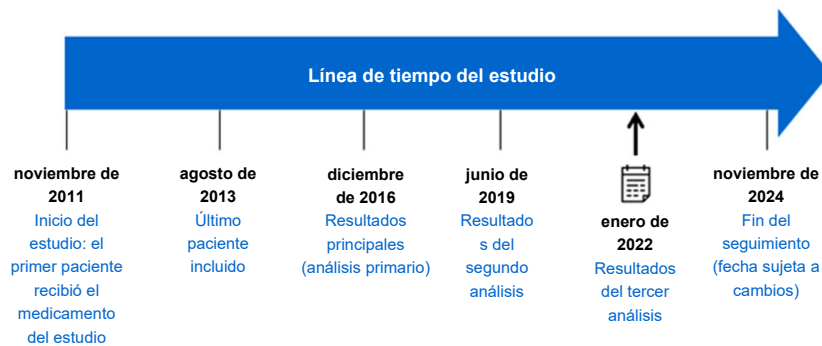 Línea de tiempo del estudio
noviembre de
2011
Inicio del
estudio: el
primer paciente
recibió el
medicamento
del estudio
agosto de
2013
Último
paciente
incluido
diciembre
de 2016
Resultados
principales
(análisis primario)
junio de
2019
Resultado
s del
segundo
análisis
enero de
2022
Resultados
del tercer
análisis
noviembre de
2024
Fin del
seguimiento
(fecha sujeta a
cambios)